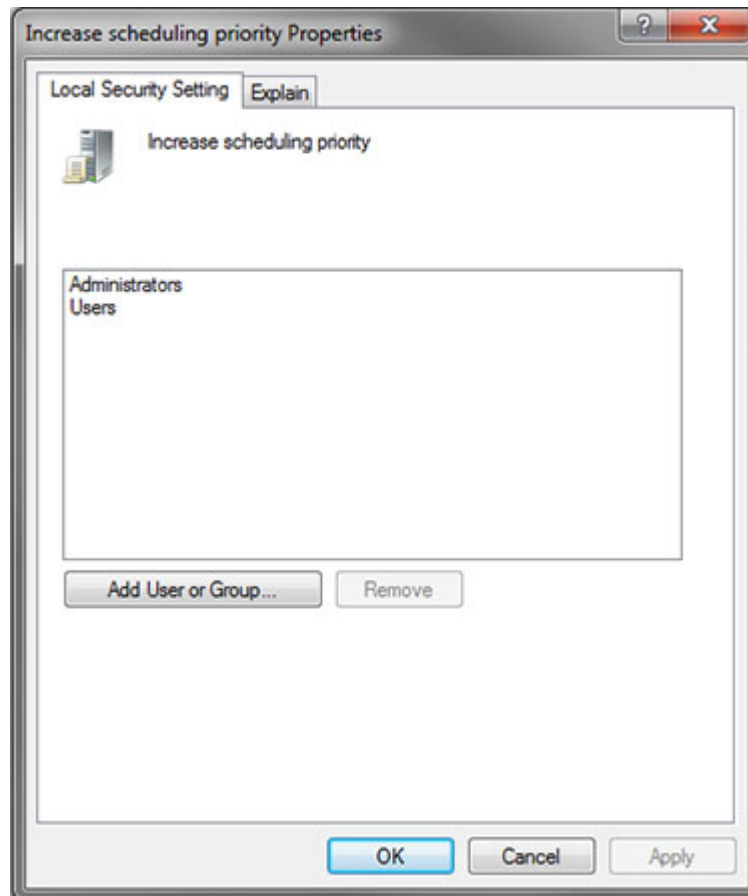 Increase scheduling priority Properties
Local Security Setting
Explain
Increase scheduling priority
Administrators
Users
Add User or Group...
Remove
OK
Cancel
Apply